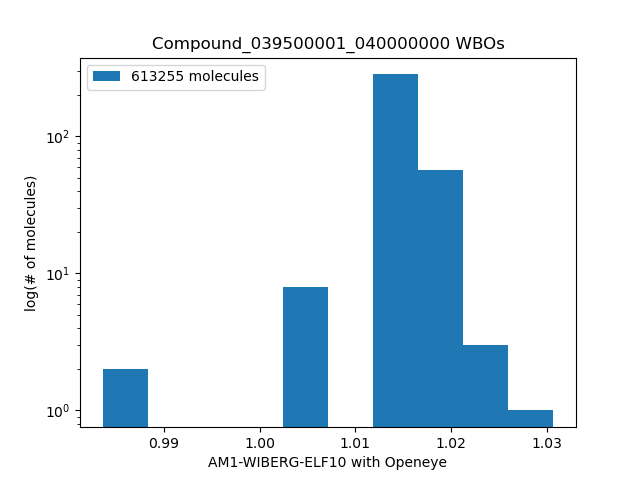 Compound_039500001_040000000 WBOs
613255 molecules
log(# of molecules)
10²
10¹
10⁰
0.99 1.00 1.01 1.02 1.03
AM1-WIBERG-ELF10 with Openeye